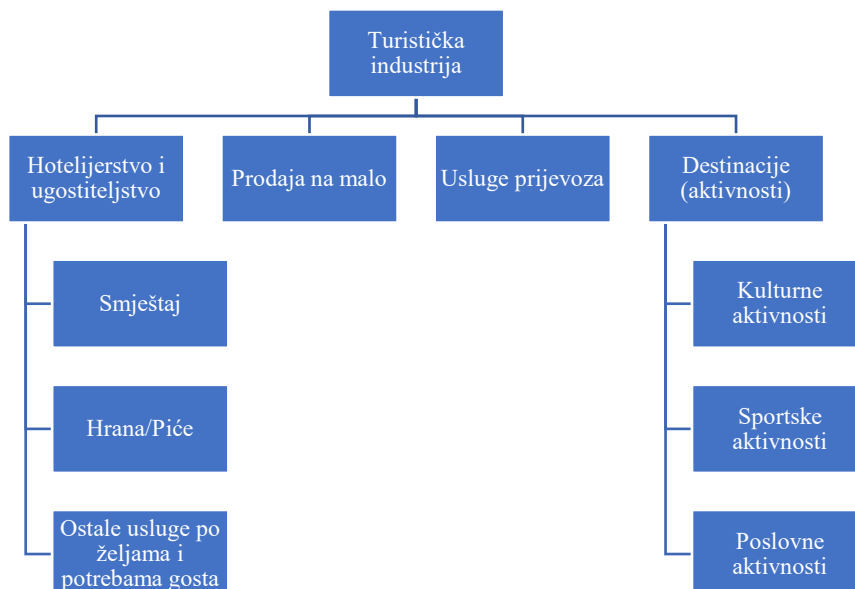 Turistička
industrija
Hotelijerstvo i
ugostiteljstvo
Prodaja na malo
Usluge prijevoza
Destinacije
(aktivnosti)
Smještaj
Hrana/Piće
Ostale usluge po
željama i
potrebama gosta
Kulturne
aktivnosti
Sportske
aktivnosti
Poslovne
aktivnosti